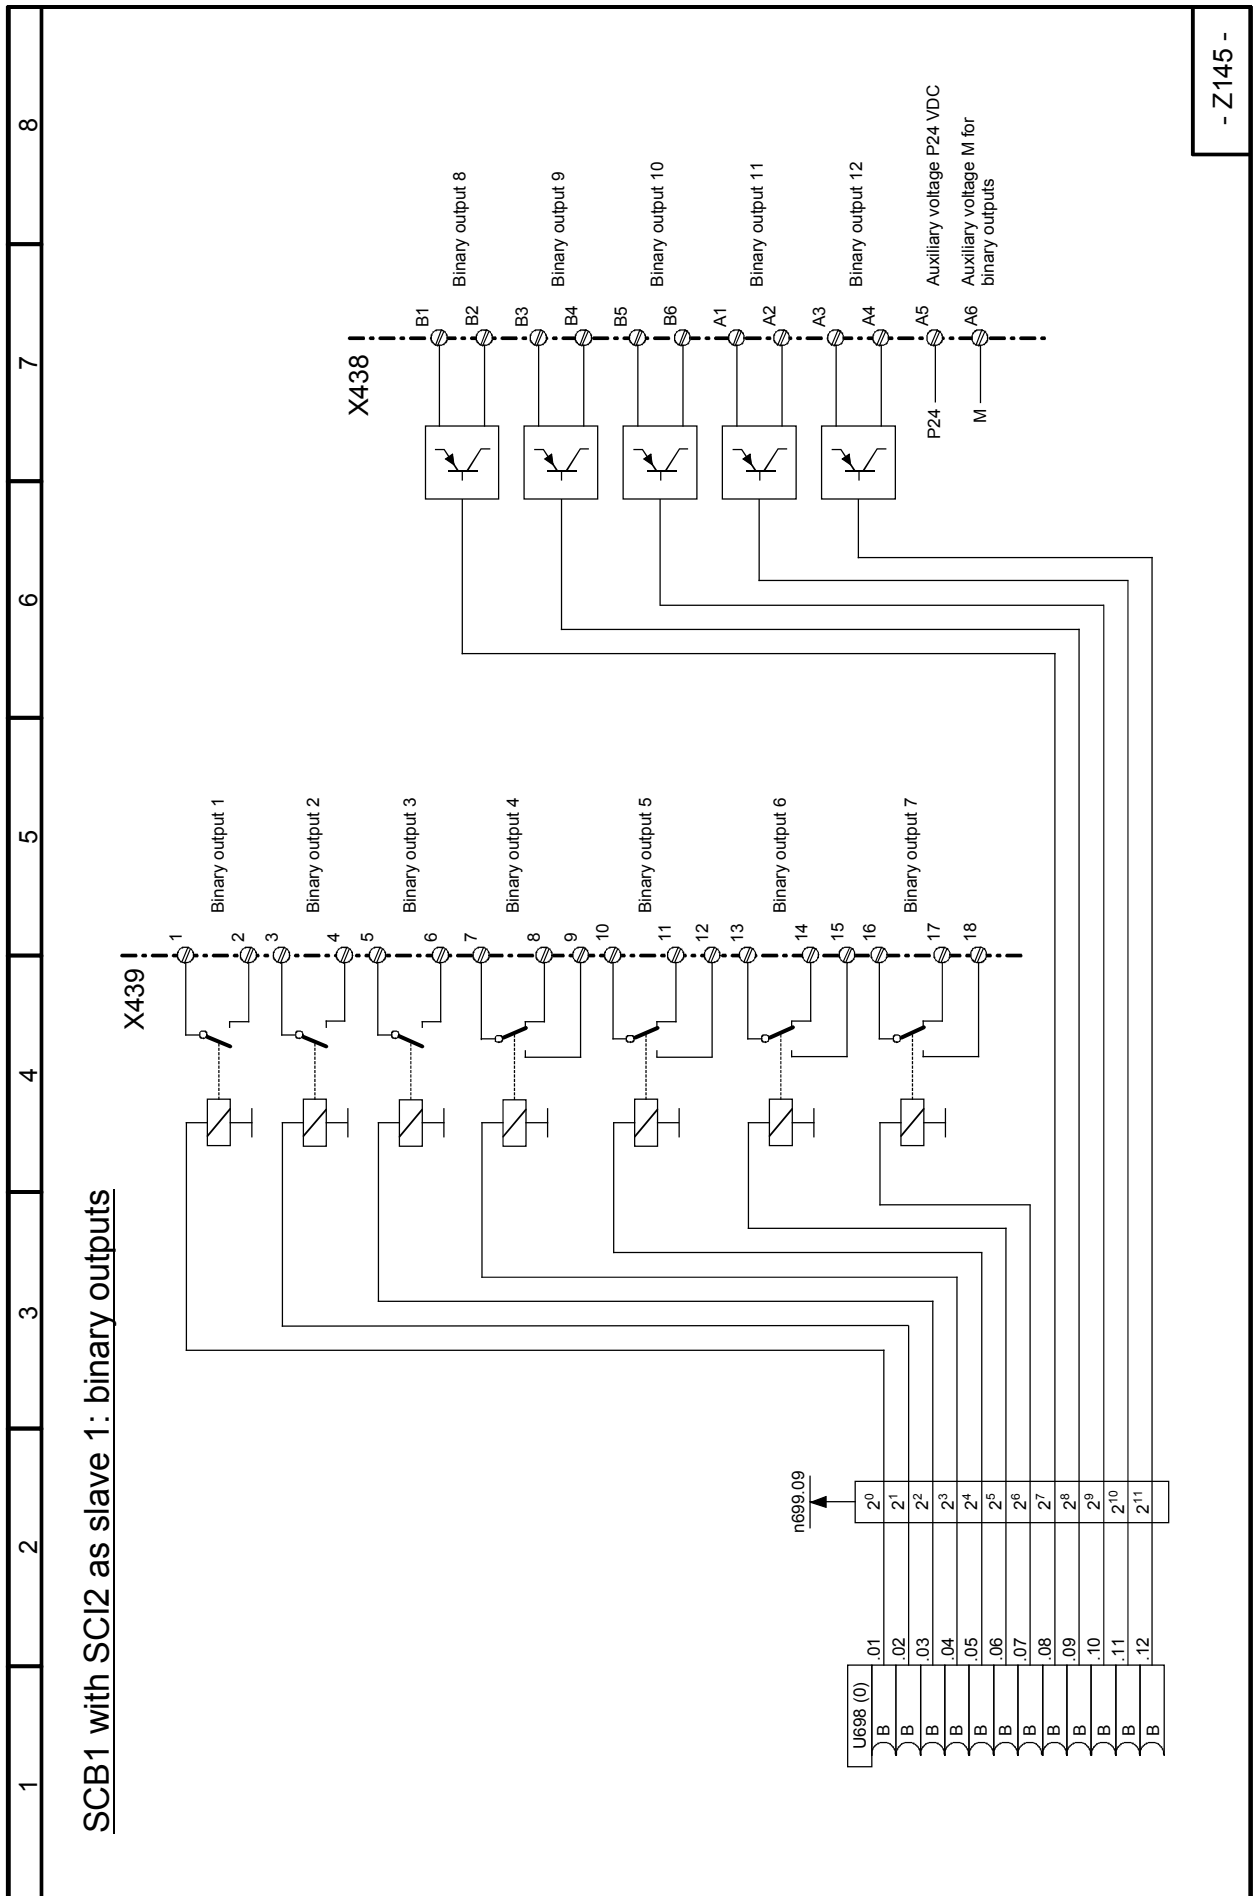 1 2 3 4 5 6 7 8
SCB1 with SCI2 as slave 1: binary outputs
X439
1
Binary output 1
2
3
Binary output 2
4
5
Binary output 3
6
7
Binary output 4
8
9
10
Binary output 5
11
12
13
Binary output 6
14
15
16
Binary output 7
17
18
X438
B1
Binary output 8
B2
B3
Binary output 9
B4
B5
Binary output 10
B6
A1
Binary output 11
A2
A3
Binary output 12
A4
P24 A5 Auxiliary voltage P24 VDC
M A6 Auxiliary voltage M for
binary outputs
n699.09
U698 (0)
B .01 2⁰
B .02 2¹
B .03 2²
B .04 2³
B .05 2⁴
B .06 2⁵
B .07 2⁶
B .08 2⁷
B .09 2⁸
B .10 2⁹
B .11 2¹⁰
B .12 2¹¹
- Z145 -